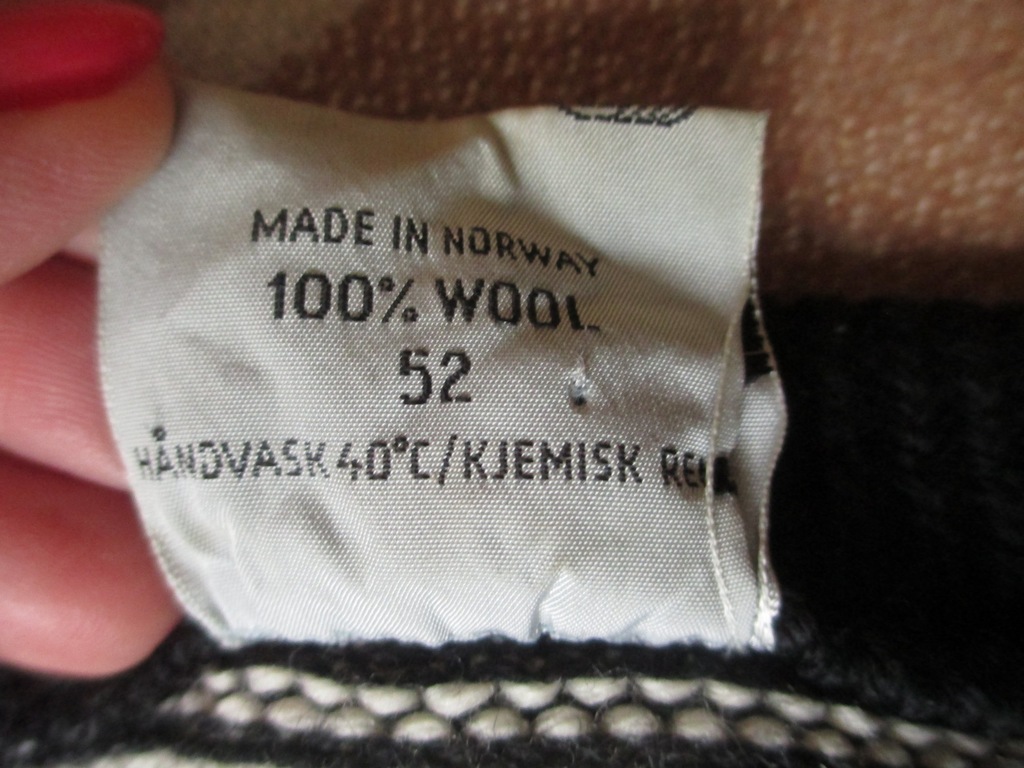 MADE IN NORWAY
100% WOOL
52
HÅNDVASK 40°C/KJEMISK